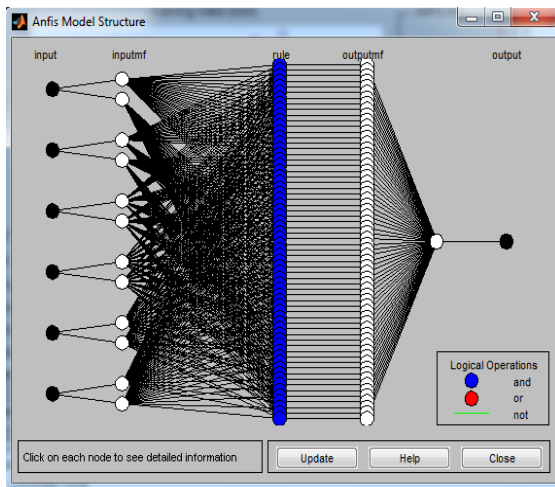 Anfis Model Structure
input inputmf rule outputmf output
Logical Operations
and
or
not
Click on each node to see detailed information
Update Help Close